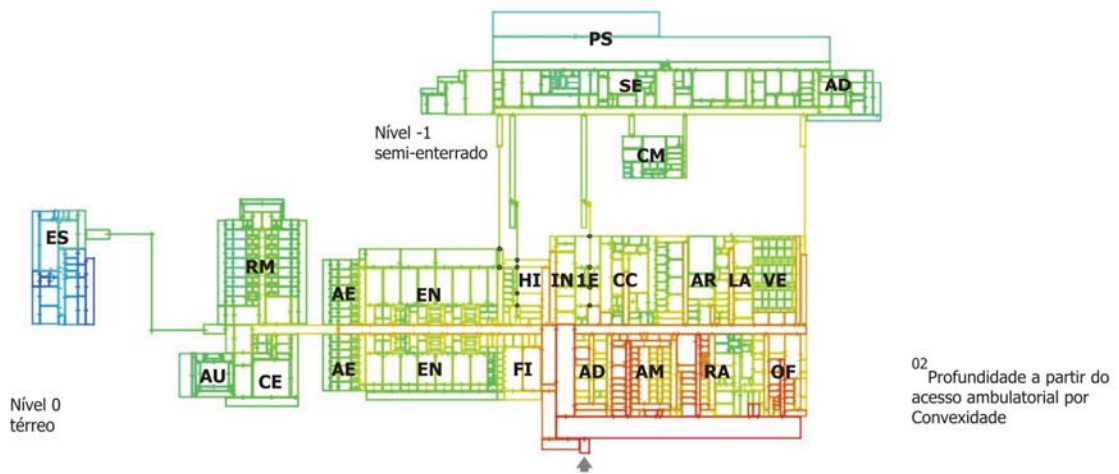 PS
SE
AD
Nível -1
semi-enterrado
CM
ES
RM
AE
EN
HI
IN
1E
CC
AR
LA
VE
AE
EN
FI
AD
AM
RA
OF
AU
CE
Nível 0
térreo
02
Profundidade a partir do
acesso ambulatorial por
Convexidade